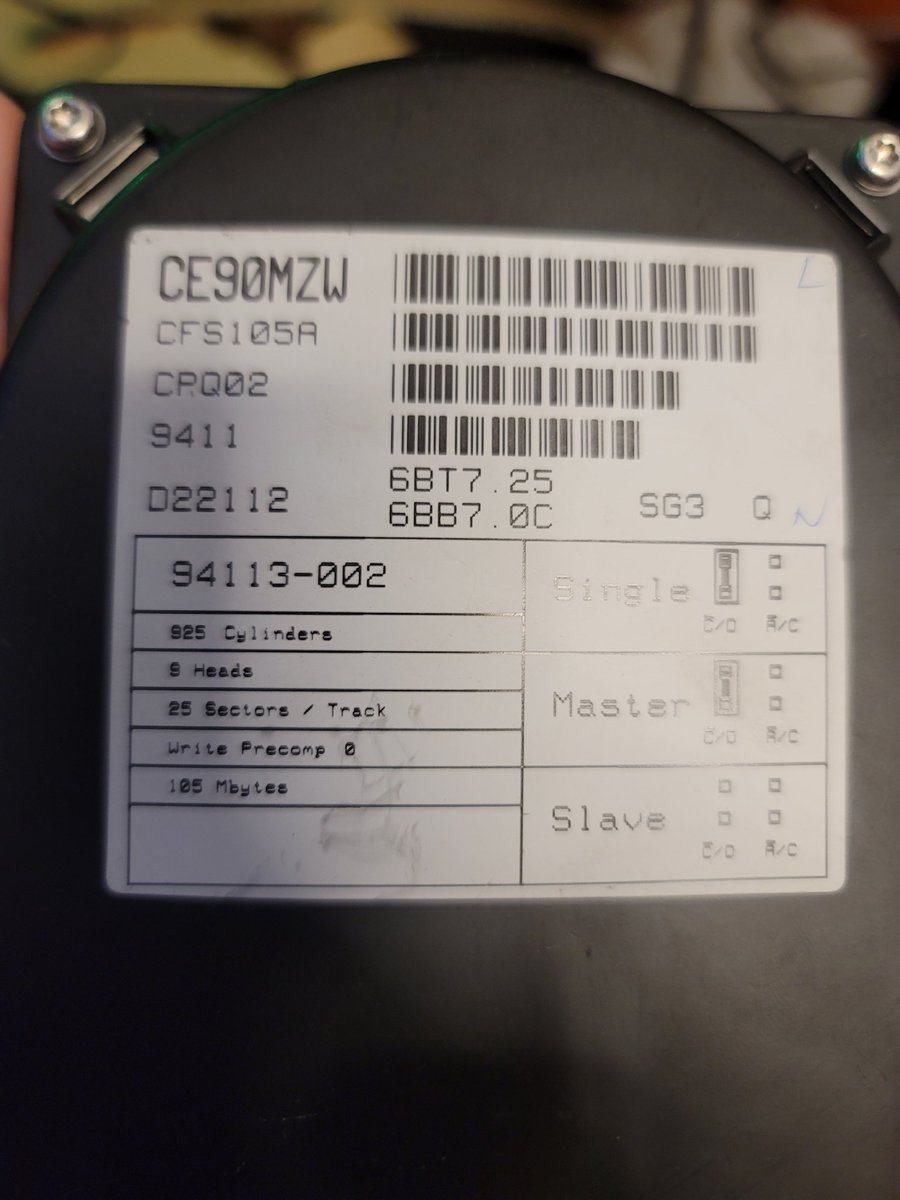 CE90MZW
CFS105A
CPQ02
9411
D22112
6BT7.25
6BB7.0C
SG3 Q
L
N
94113-002
925 Cylinders
9 Heads
25 Sectors / Track
Write Precomp 0
105 Mbytes
Single
C/D A/C
Master
C/D A/C
Slave
C/D A/C